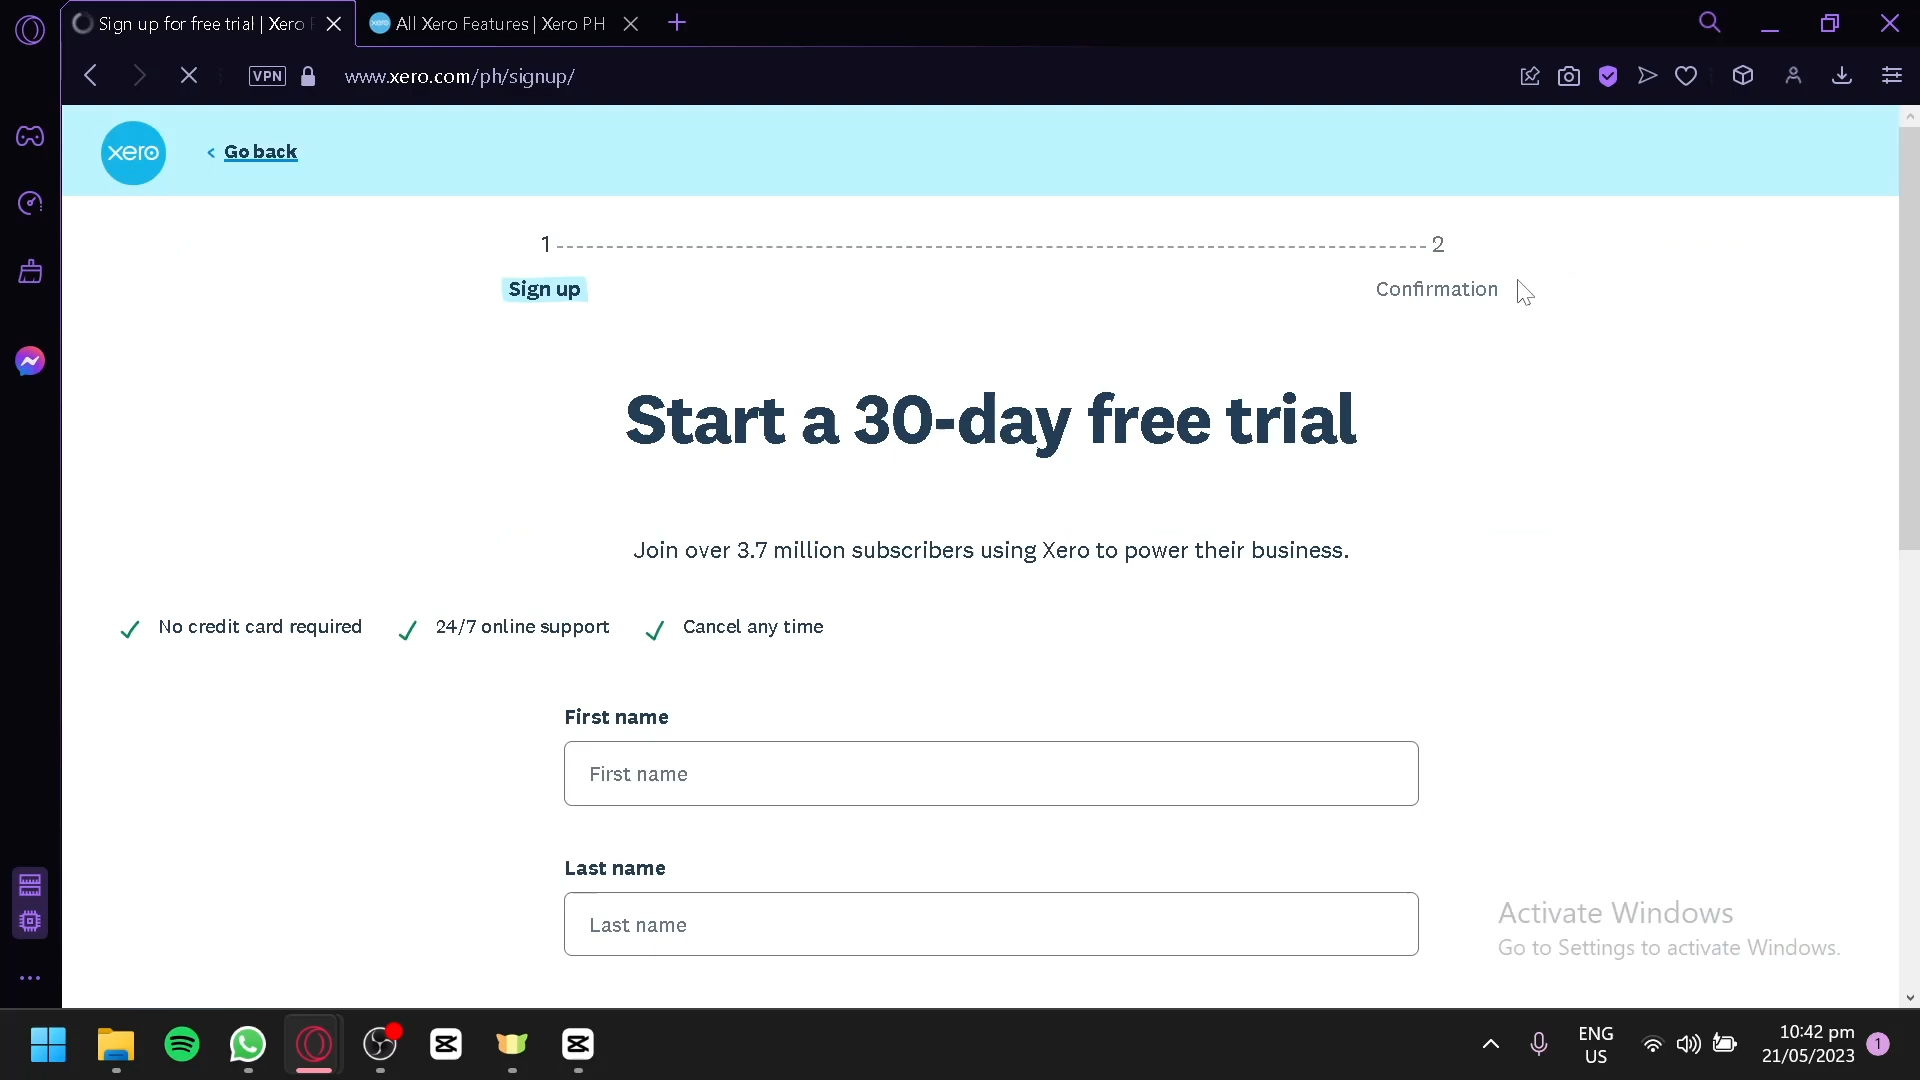 Sign up for free trial | Xero
All Xero Features | Xero PH
VPN
www.xero.com/ph/signup/
xero
< Go back
1
2
Sign up
Confirmation
Start a 30-day free trial
Join over 3.7 million subscribers using Xero to power their business.
No credit card required
24/7 online support
Cancel any time
First name
First name
Last name
Last name
Activate Windows
Go to Settings to activate Windows.
ENG
US
10:42 pm
21/05/2023
1